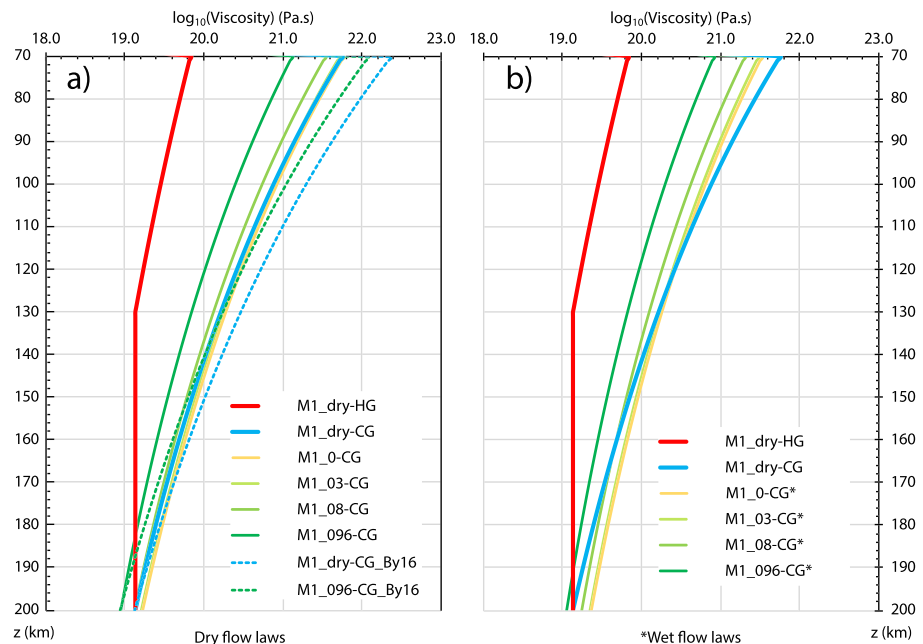 log10(Viscosity) (Pa.s)
18.0 19.0 20.0 21.0 22.0 23.0
70
80
90
100
110
120
130
140
150
160
170
180
190
200
a)
M1_dry-HG
M1_dry-CG
M1_0-CG
M1_03-CG
M1_08-CG
M1_096-CG
M1_dry-CG_By16
M1_096-CG_By16
z (km)
Dry flow laws
log10(Viscosity) (Pa.s)
18.0 19.0 20.0 21.0 22.0 23.0
b)
70
80
90
100
110
120
130
140
150
160
170
180
190
200
M1_dry-HG
M1_dry-CG
M1_0-CG*
M1_03-CG*
M1_08-CG*
M1_096-CG*
*Wet flow laws
z (km)